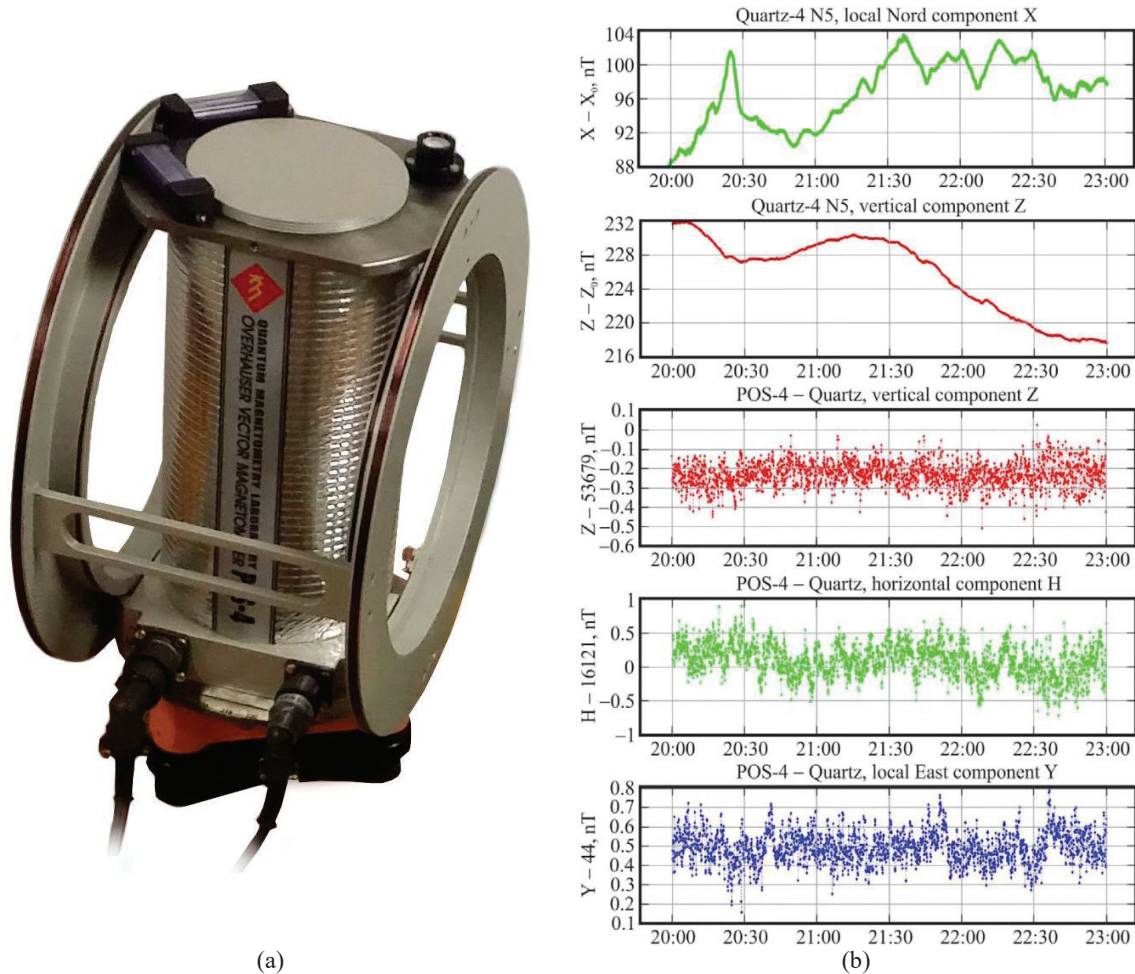 QUANTUM MAGNETOMETRY LABORATORY
OVERHAUSER VECTOR MAGNETOMETER
POS-4
(a)
Quartz-4 N5, local Nord component X
X − X₀, nT
104
100
96
92
88
20:00 20:30 21:00 21:30 22:00 22:30 23:00
Quartz-4 N5, vertical component Z
Z − Z₀, nT
232
228
224
220
216
20:00 20:30 21:00 21:30 22:00 22:30 23:00
POS-4 – Quartz, vertical component Z
Z − 53679, nT
0.1
0
−0.1
−0.2
−0.3
−0.4
−0.5
−0.6
20:00 20:30 21:00 21:30 22:00 22:30 23:00
POS-4 – Quartz, horizontal component H
H − 16121, nT
1
0.5
0
−0.5
−1
20:00 20:30 21:00 21:30 22:00 22:30 23:00
POS-4 – Quartz, local East component Y
Y − 44, nT
0.8
0.7
0.6
0.5
0.4
0.3
0.2
0.1
20:00 20:30 21:00 21:30 22:00 22:30 23:00
(b)